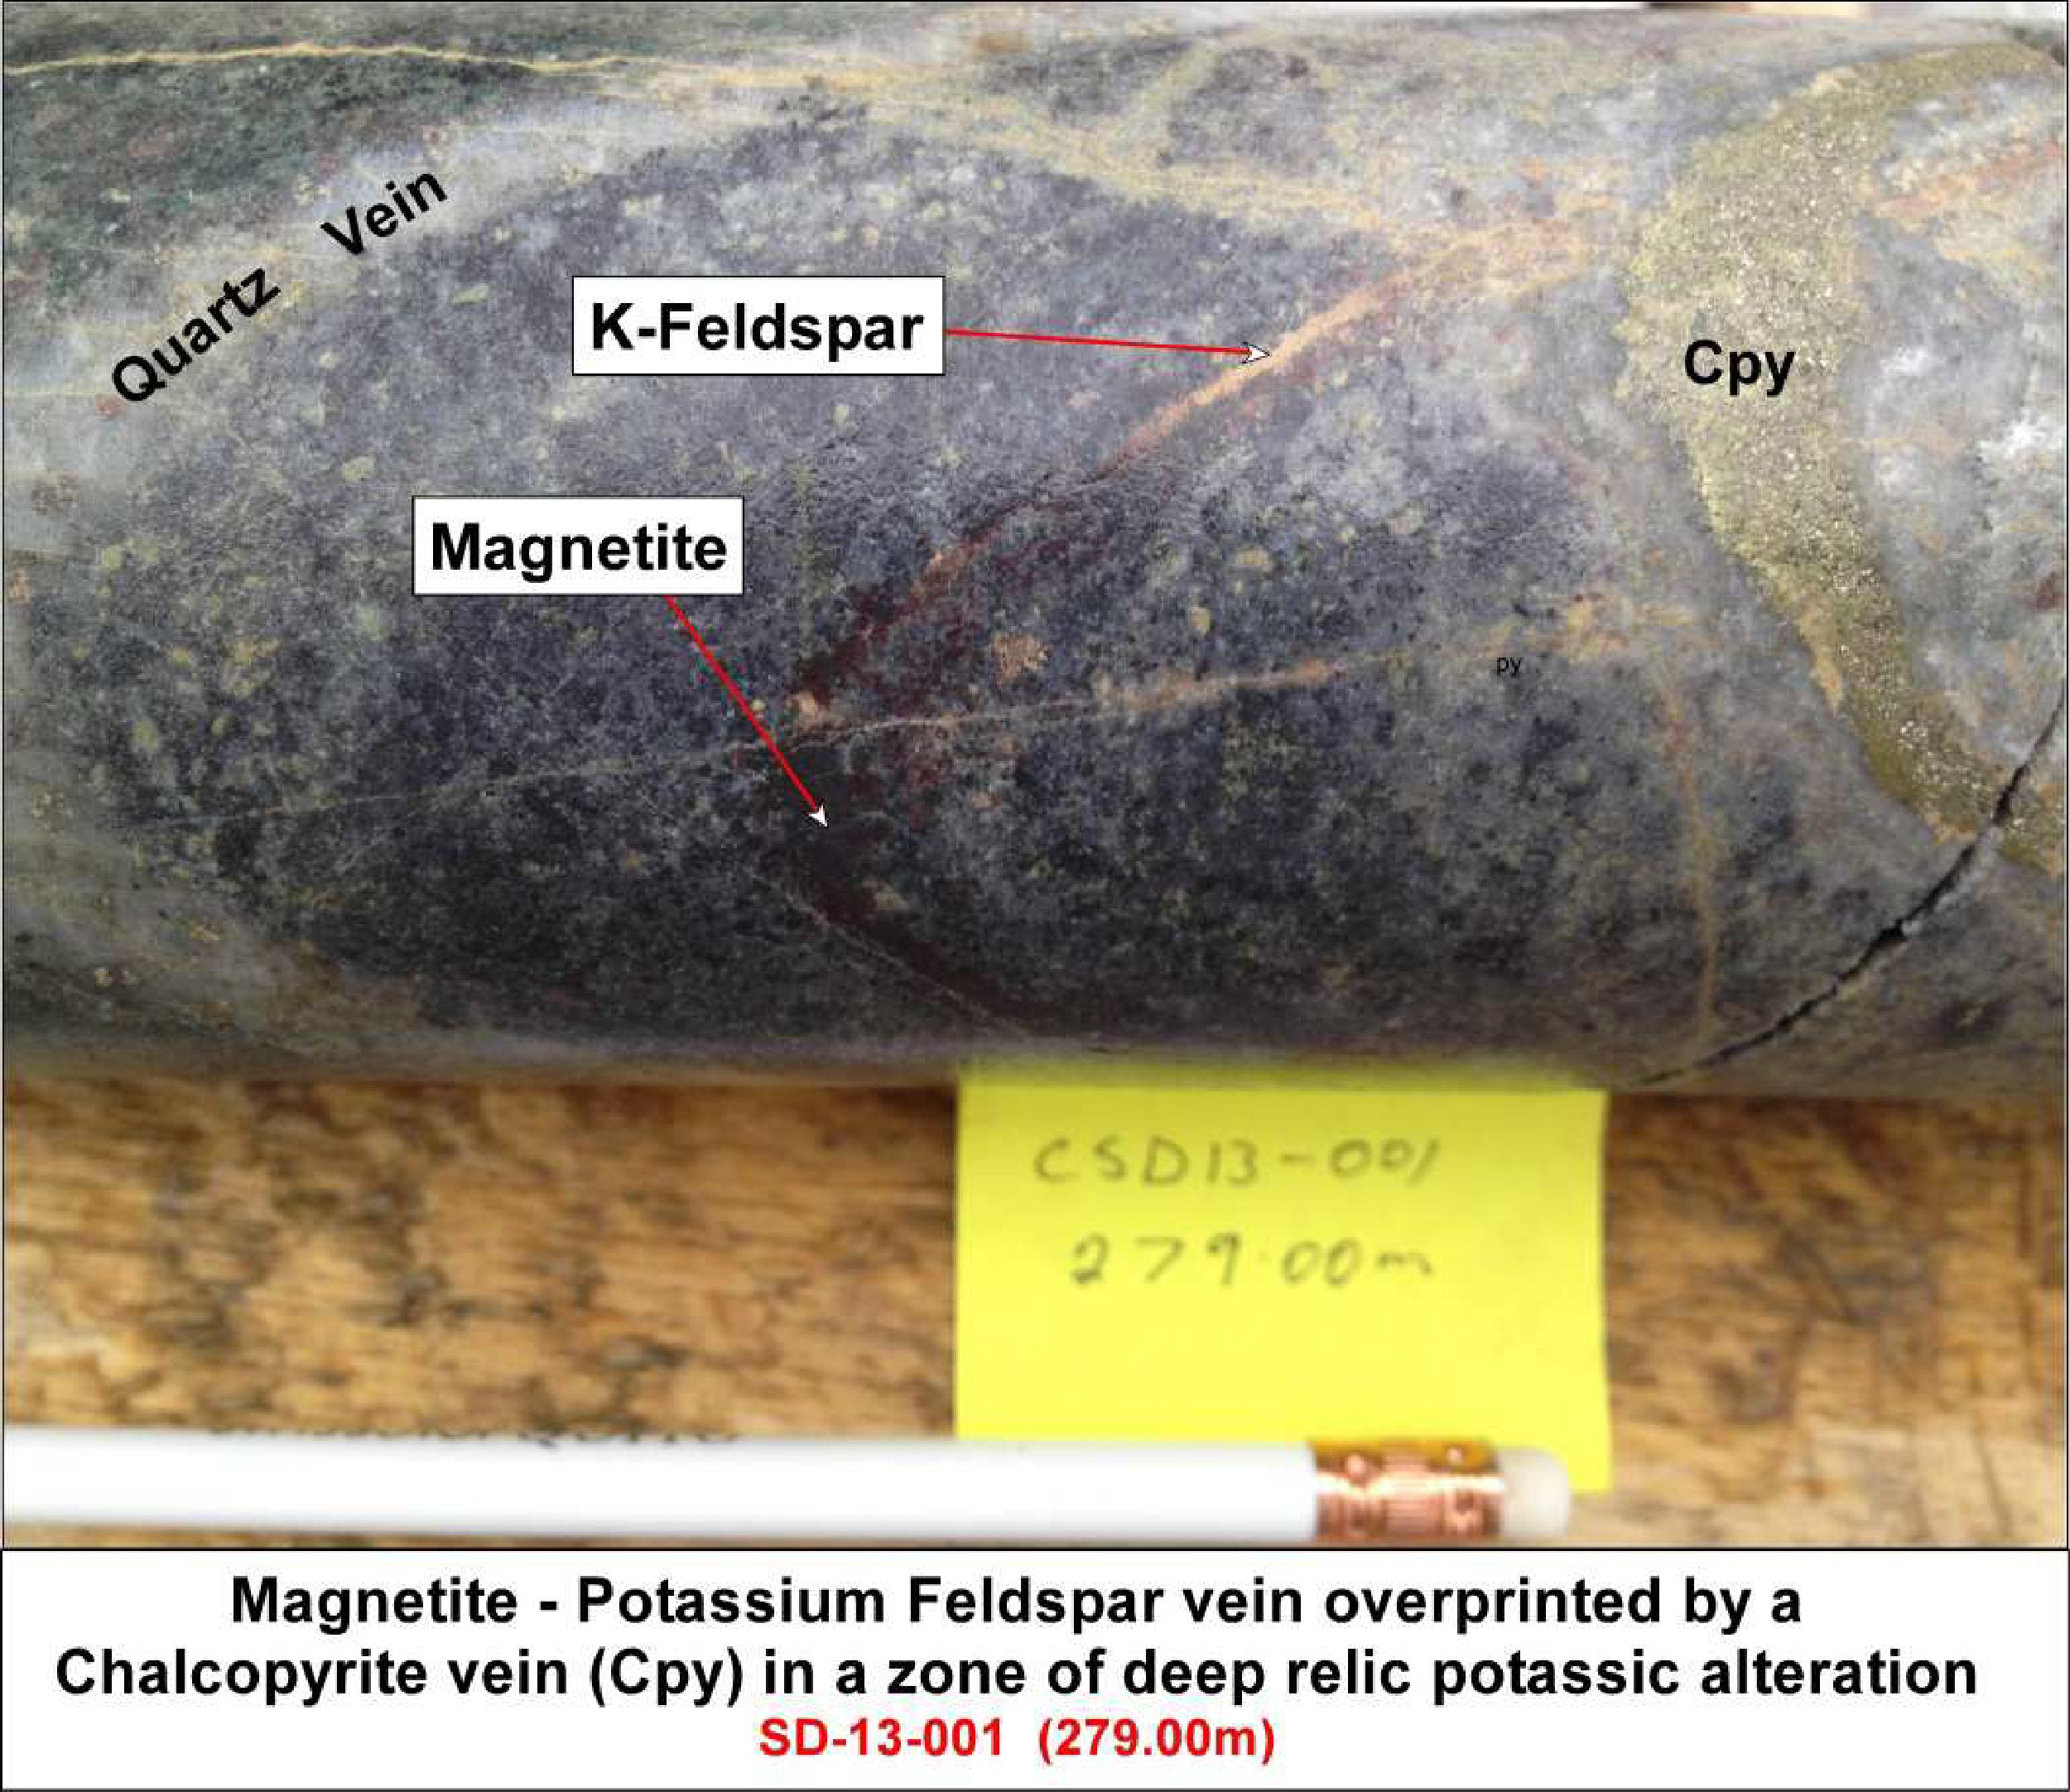 Quartz Vein
K-Feldspar
Cpy
Magnetite
py
CSD13-001
279.00m
Magnetite - Potassium Feldspar vein overprinted by a
Chalcopyrite vein (Cpy) in a zone of deep relic potassic alteration
SD-13-001 (279.00m)